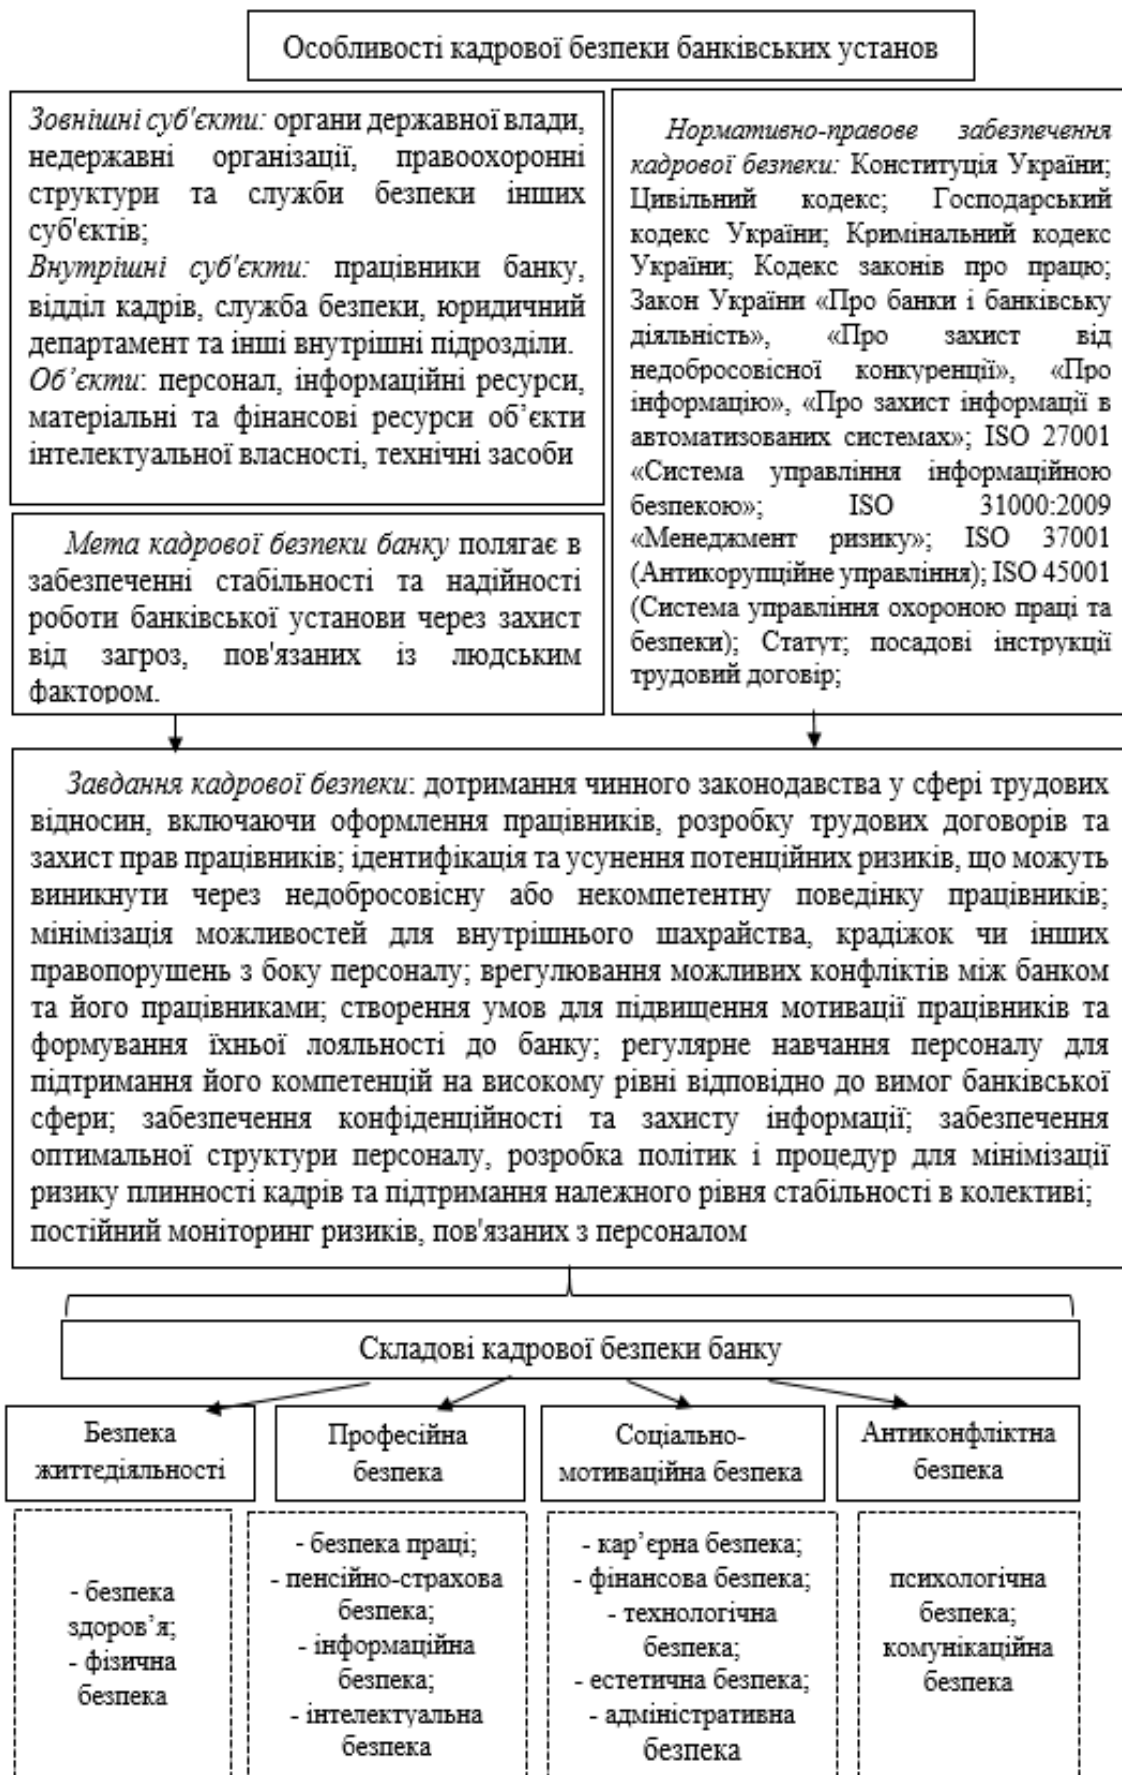 Особливості кадрової безпеки банківських установ
Зовнішні суб'єкти: органи державної влади,
недержавні організації, правоохоронні
структури та служби безпеки інших
суб'єктів;
Внутрішні суб'єкти: працівники банку,
відділ кадрів, служба безпеки, юридичний
департамент та інші внутрішні підрозділи.
Об’єкти: персонал, інформаційні ресурси,
матеріальні та фінансові ресурси об’єкти
інтелектуальної власності, технічні засоби
Мета кадрової безпеки банку полягає в
забезпеченні стабільності та надійності
роботи банківської установи через захист
від загроз, пов'язаних із людським
фактором.
Нормативно-правове забезпечення
кадрової безпеки: Конституція України;
Цивільний кодекс; Господарський
кодекс України; Кримінальний кодекс
України; Кодекс законів про працю;
Закон України «Про банки і банківську
діяльність», «Про захист від
недобросовісної конкуренції», «Про
інформацію», «Про захист інформації в
автоматизованих системах»; ISO 27001
«Система управління інформаційною
безпекою»; ISO 31000:2009
«Менеджмент ризику»; ISO 37001
(Антикорупційне управління); ISO 45001
(Система управління охороною праці та
безпеки); Статут; посадові інструкції
трудовий договір;
Завдання кадрової безпеки: дотримання чинного законодавства у сфері трудових
відносин, включаючи оформлення працівників, розробку трудових договорів та
захист прав працівників; ідентифікація та усунення потенційних ризиків, що можуть
виникнути через недобросовісну або некомпетентну поведінку працівників;
мінімізація можливостей для внутрішнього шахрайства, крадіжок чи інших
правопорушень з боку персоналу; врегулювання можливих конфліктів між банком
та його працівниками; створення умов для підвищення мотивації працівників та
формування їхньої лояльності до банку; регулярне навчання персоналу для
підтримання його компетенцій на високому рівні відповідно до вимог банківської
сфери; забезпечення конфіденційності та захисту інформації; забезпечення
оптимальної структури персоналу, розробка політик і процедур для мінімізації
ризику плинності кадрів та підтримання належного рівня стабільності в колективі;
постійний моніторинг ризиків, пов'язаних з персоналом
Складові кадрової безпеки банку
Безпека
життєдіяльності
- безпека
здоров’я;
- фізична
безпека
Професійна
безпека
- безпека праці;
- пенсійно-страхова
безпека;
- інформаційна
безпека;
- інтелектуальна
безпека
Соціально-
мотиваційна безпека
- кар’єрна безпека;
- фінансова безпека;
- технологічна
безпека;
- естетична безпека;
- адміністративна
безпека
Антиконфліктна
безпека
психологічна
безпека;
комунікаційна
безпека